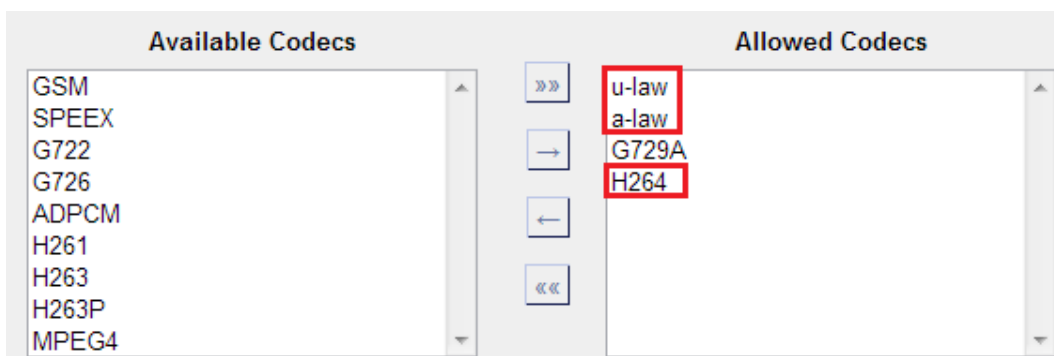 Available Codecs
GSM
SPEEX
G722
G726
ADPCM
H261
H263
H263P
MPEG4
»»
→
←
««
Allowed Codecs
u-law
a-law
G729A
H264